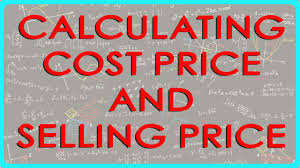 CALCULATING
COST PRICE
AND
SELLING PRICE